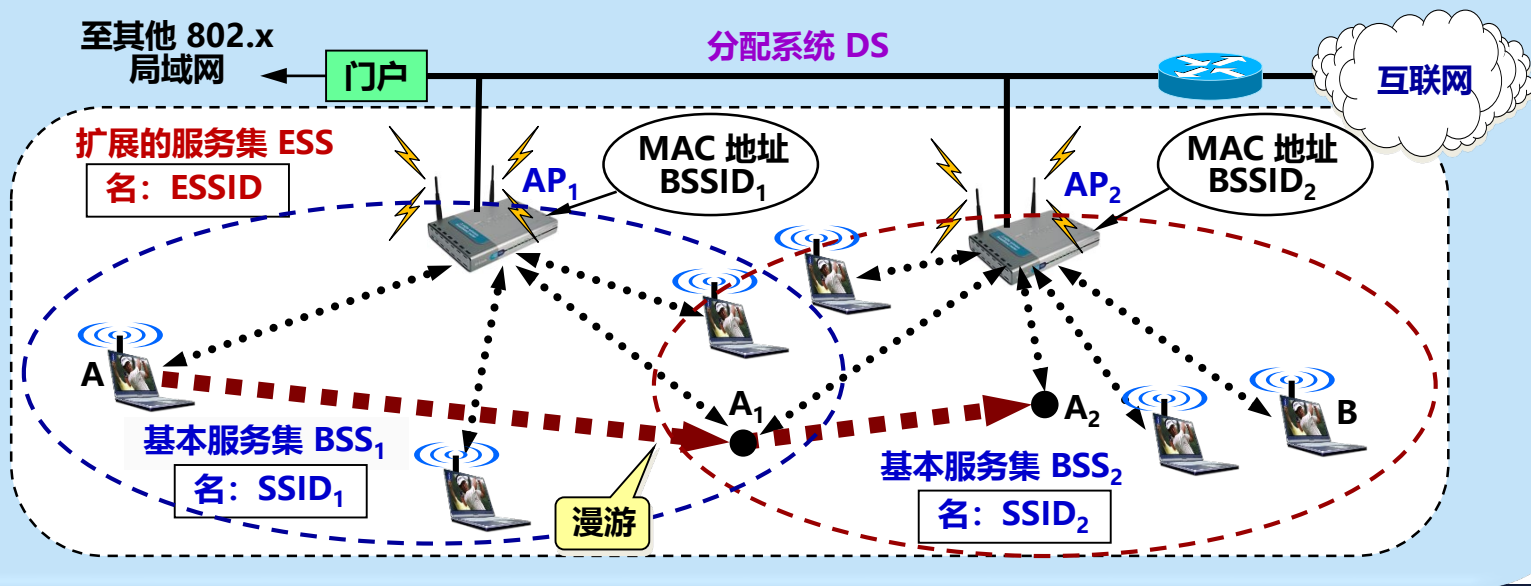 至其他 802.x
局域网
门户
分配系统 DS
互联网
扩展的服务集 ESS
名：ESSID
AP1
MAC 地址
BSSID1
AP2
MAC 地址
BSSID2
A
A1
A2
B
基本服务集 BSS1
名：SSID1
漫游
基本服务集 BSS2
名：SSID2